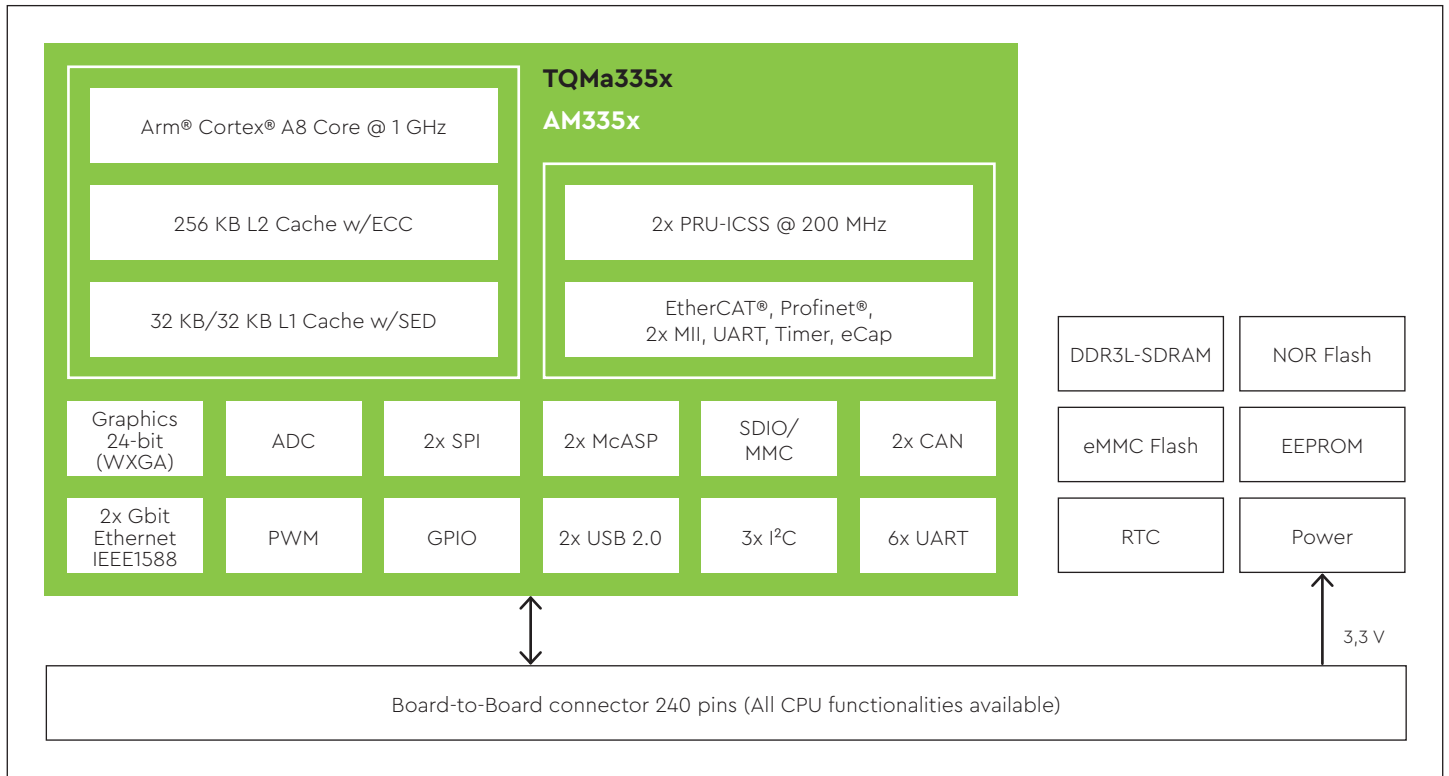 TQMa335x
AM335x
Arm® Cortex® A8 Core @ 1 GHz
256 KB L2 Cache w/ECC
32 KB/32 KB L1 Cache w/SED
2x PRU-ICSS @ 200 MHz
EtherCAT®, Profinet®,
2x MII, UART, Timer, eCap
Graphics
24-bit
(WXGA)
ADC
2x SPI
2x McASP
SDIO/
MMC
2x CAN
2x Gbit
Ethernet
IEEE1588
PWM
GPIO
2x USB 2.0
3x I²C
6x UART
DDR3L-SDRAM
NOR Flash
eMMC Flash
EEPROM
RTC
Power
3,3 V
Board-to-Board connector 240 pins (All CPU functionalities available)